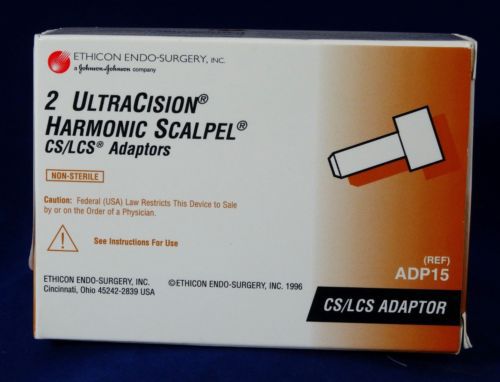 ETHICON ENDO-SURGERY, INC.
a Johnson & Johnson company
2 ULTRACISION®
HARMONIC SCALPEL®
CS/LCS® Adaptors
NON-STERILE
Caution: Federal (USA) Law Restricts This Device to Sale
by or on the Order of a Physician.
See Instructions For Use
ETHICON ENDO-SURGERY, INC.
Cincinnati, Ohio 45242-2839 USA
©ETHICON ENDO-SURGERY, INC. 1996
(REF)
ADP15
CS/LCS ADAPTOR